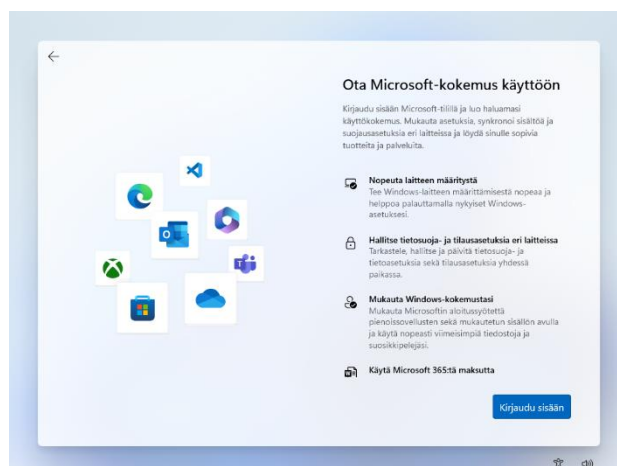 Ota Microsoft-kokemus käyttöön
Kirjaudu sisään Microsoft-tilillä ja luo haluamasi
käyttökokemus. Mukauta asetuksia, synkronoi sisältöä ja
suojausasetuksia eri laitteissa ja löydä sinulle sopivia
tuotteita ja palveluita.
Nopeuta laitteen määritystä
Tee Windows-laitteen määrittämisestä nopeaa ja
helppoa palauttamalla nykyiset Windows-
asetuksesi.
Hallitse tietosuoja- ja tilausasetuksia eri laitteissa
Tarkastele, hallitse ja päivitä tietosuoja- ja
tietoasetuksia sekä tilausasetuksia yhdessä
paikassa.
Mukauta Windows-kokemustasi
Mukauta Microsoftin aloitussyötettä
pienoissovellusten sekä mukautetun sisällön avulla
ja käytä nopeasti viimeisimpiä tiedostoja ja
suosikkipelejäsi.
Käytä Microsoft 365:tä maksutta
Kirjaudu sisään